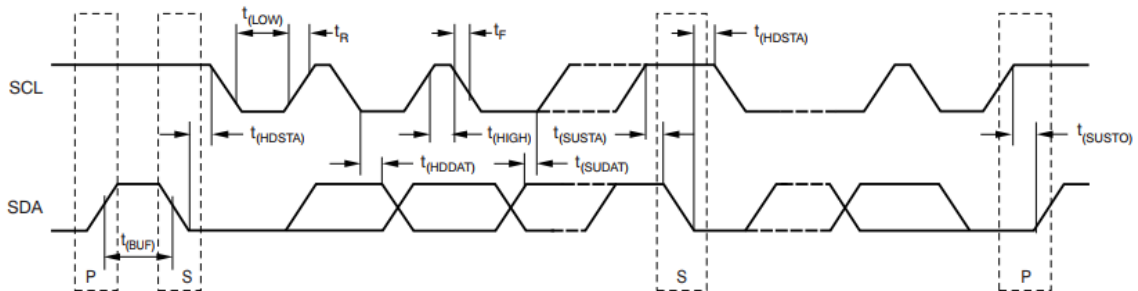 t(LOW)
tR
tF
t(HDSTA)
SCL
t(HDSTA)
t(HIGH)
t(SUSTA)
t(SUSTO)
t(HDDAT)
t(SUDAT)
SDA
t(BUF)
P
S
S
P